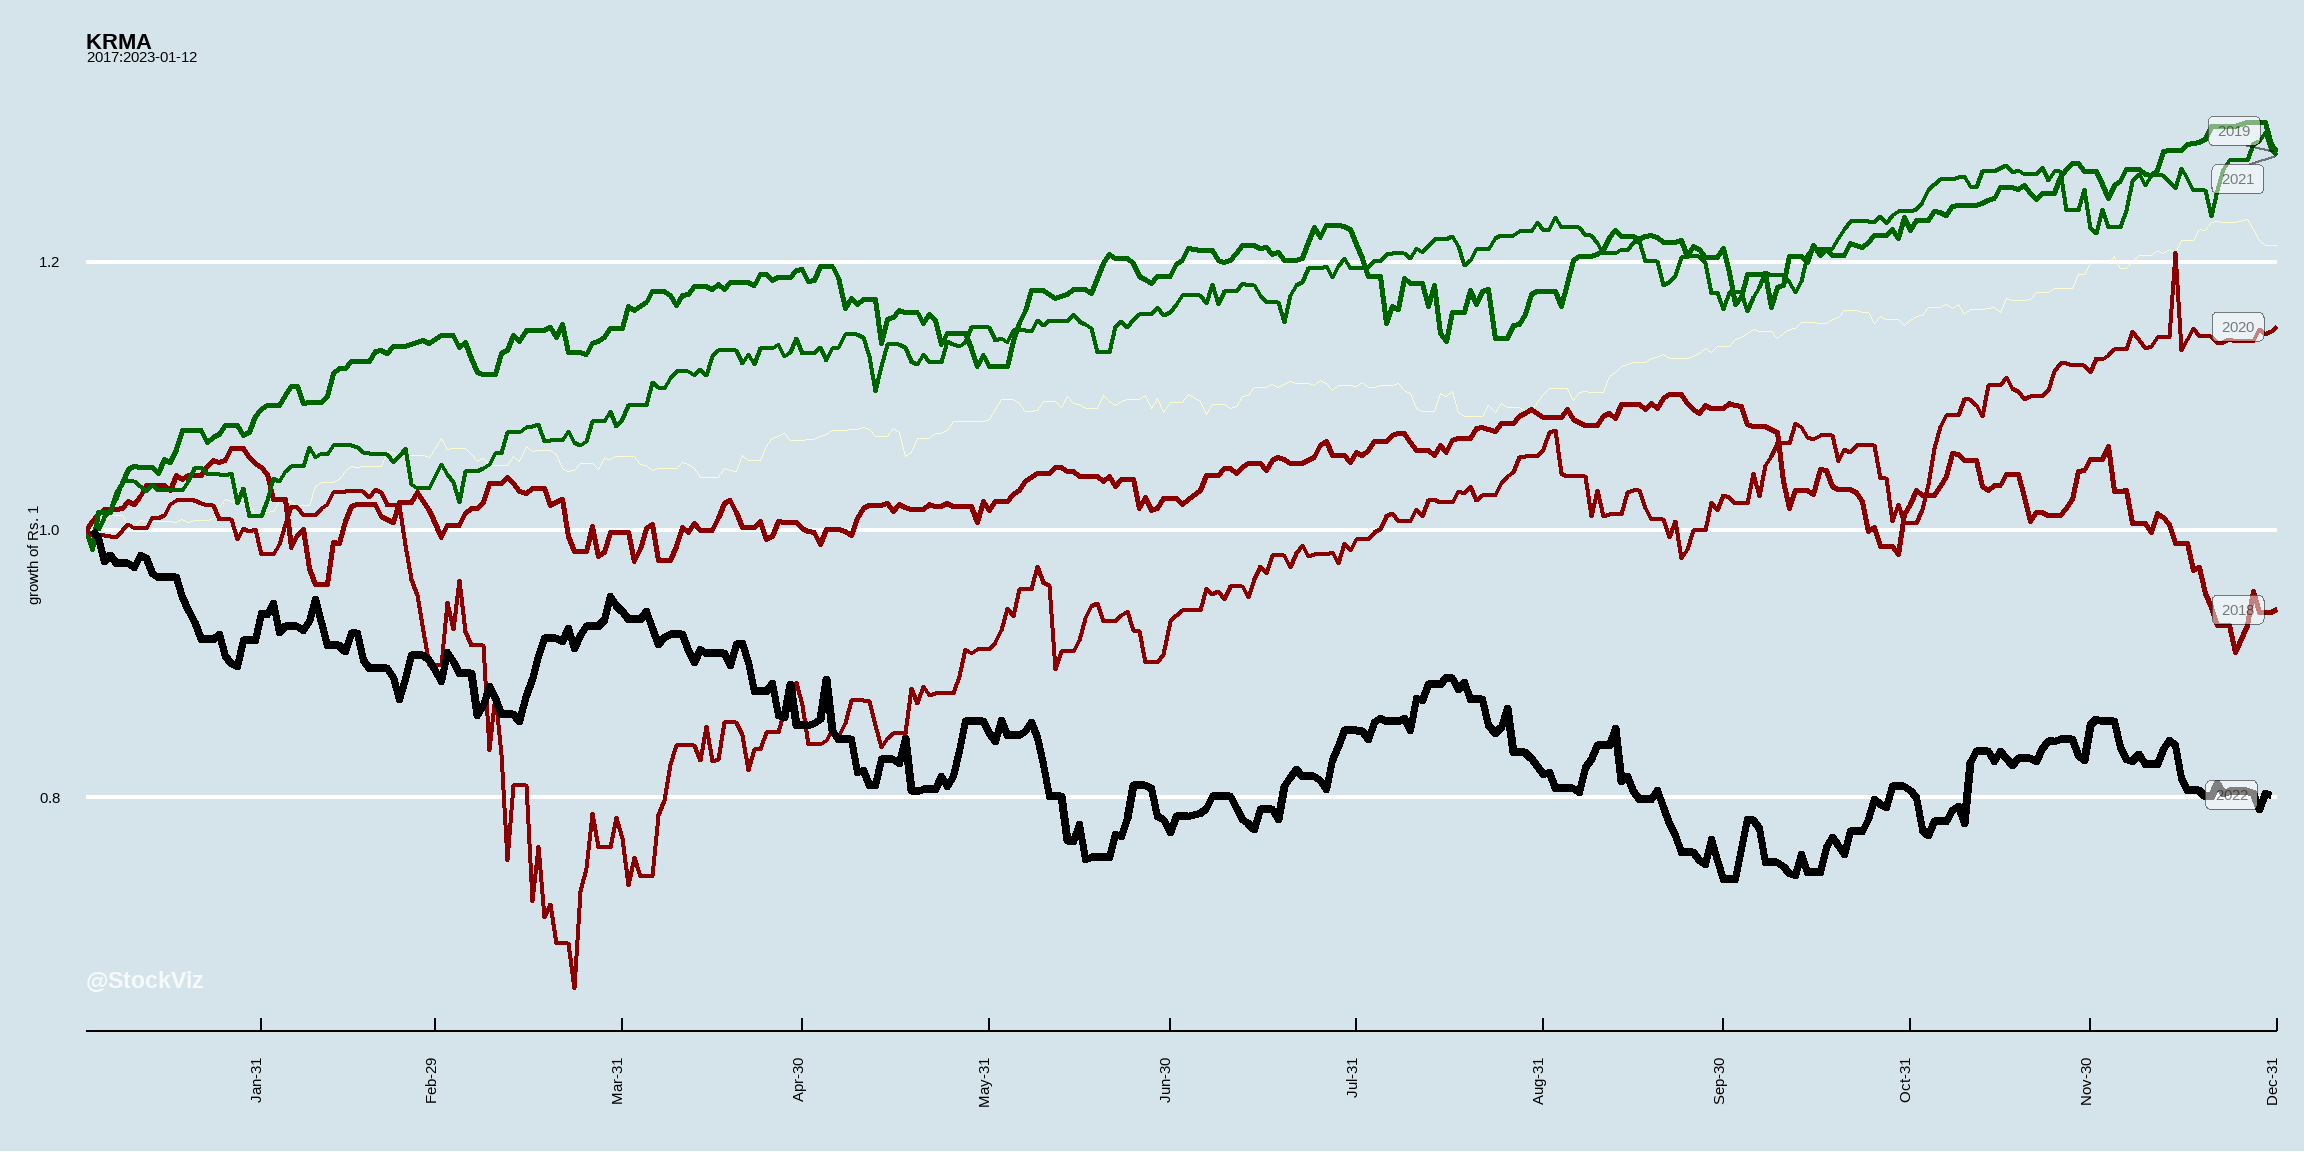 KRMA
2017:2023-01-12
2019
2021
1.2
2020
growth of Rs. 1
1.0
2018
0.8
2022
@StockViz
Jan-31
Feb-29
Mar-31
Apr-30
May-31
Jun-30
Jul-31
Aug-31
Sep-30
Oct-31
Nov-30
Dec-31